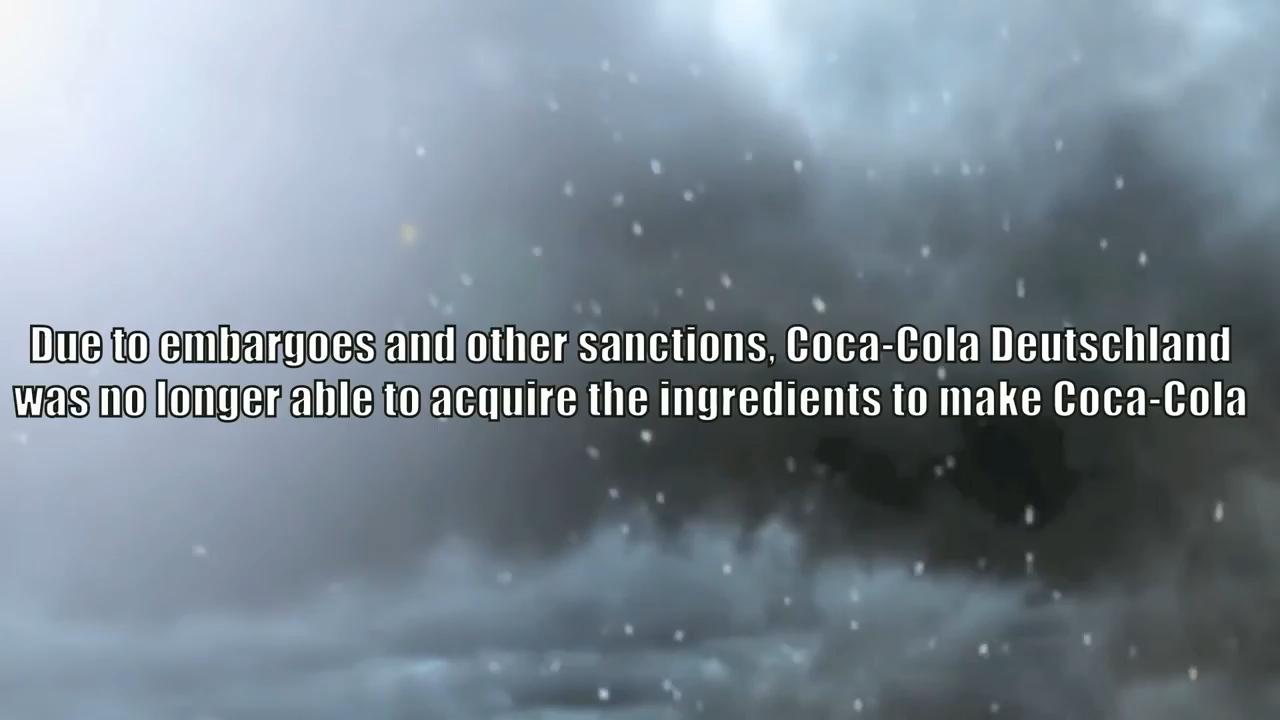 Due to embargoes and other sanctions, Coca-Cola Deutschland
was no longer able to acquire the ingredients to make Coca-Cola